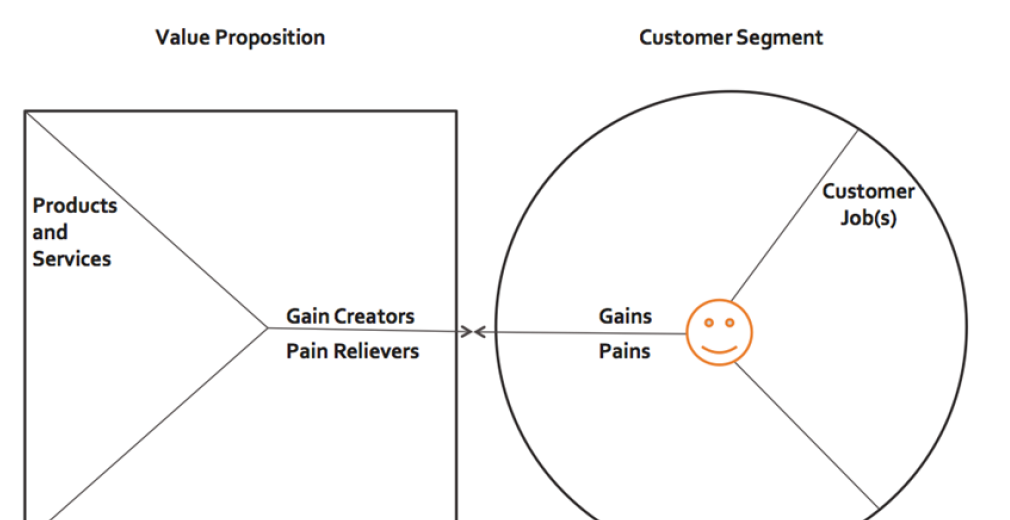 Value Proposition
Customer Segment
Products
and
Services
Gain Creators
Pain Relievers
Gains
Pains
Customer
Job(s)